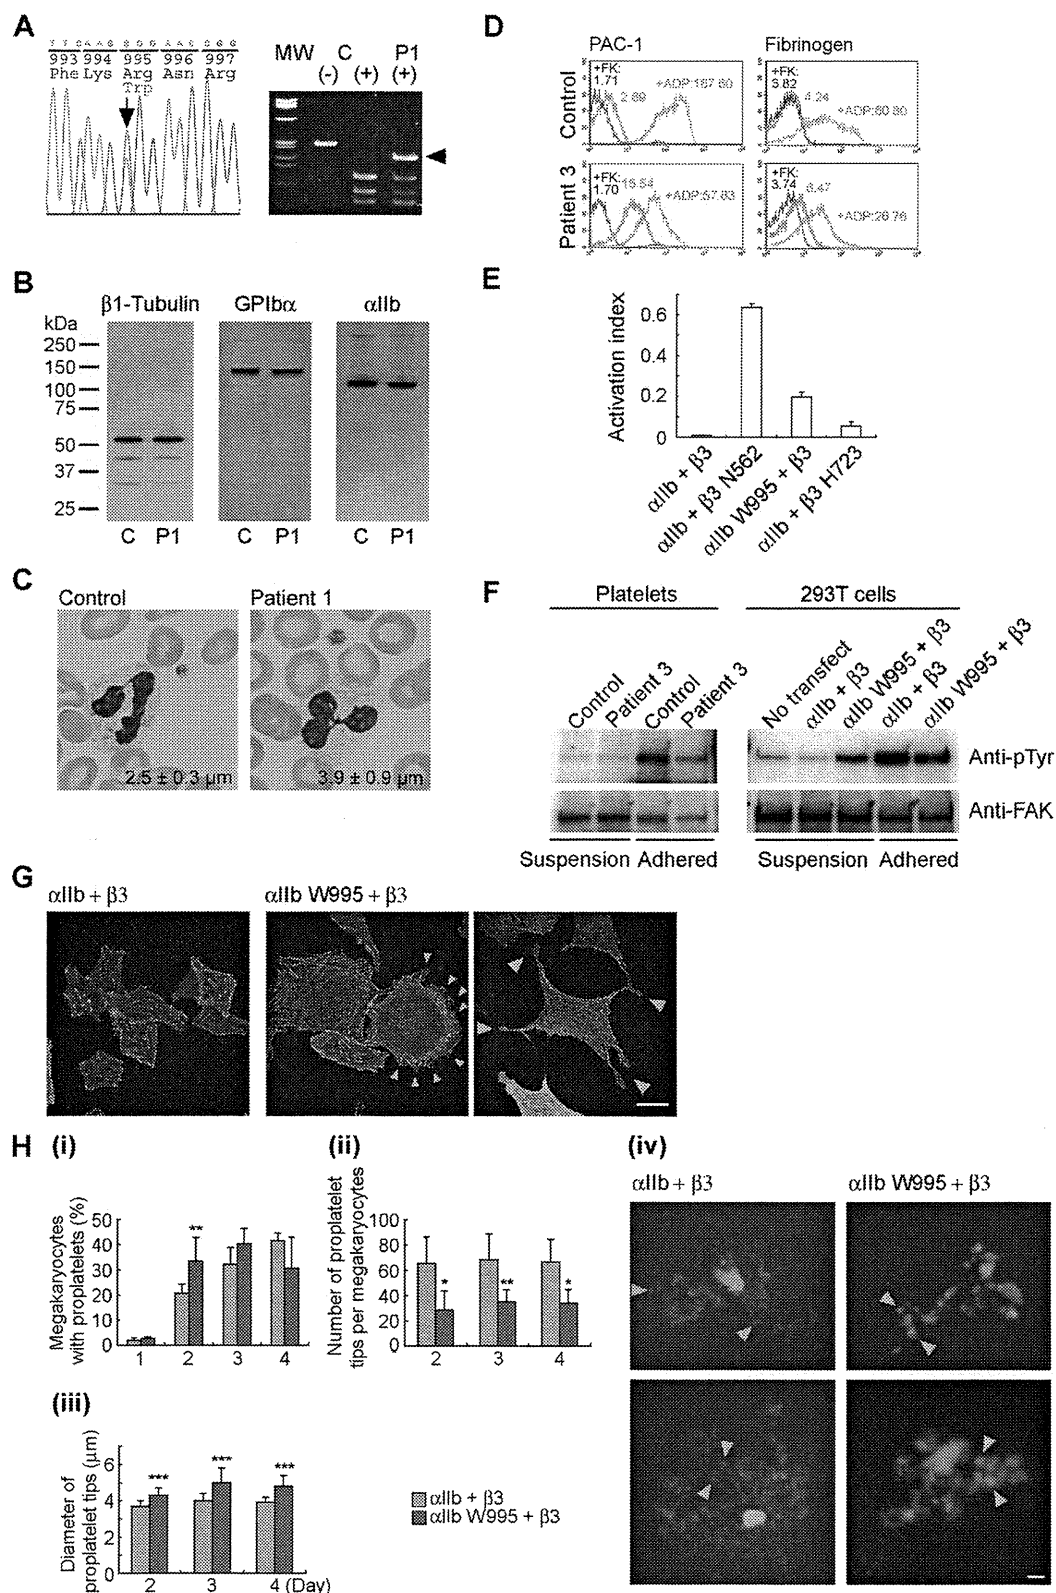 A
993 994 995 996 997
Phe Lys Arg Asn Arg
Trp
MW C P1
(-) (+) (+)
B
β1-Tubulin GPIbα αIIb
kDa
250
150
100
75
50
37
25
C P1 C P1 C P1
C
Control Patient 1
2.5 ± 0.3 μm 3.9 ± 0.9 μm
D
PAC-1 Fibrinogen
Control
+FK:
1.71
2.69
+ADP:167.60
+FK:
3.82
4.24
+ADP:60.80
Patient 3
+FK:
1.70
15.54
+ADP:57.63
+FK:
3.74
6.47
+ADP:26.76
E
Activation index
0.6
0.4
0.2
0
αIIb + β3
αIIb + β3 N562
αIIb W995 + β3
αIIb + β3 H723
F
Platelets 293T cells
Control
Patient 3
Control
Patient 3
No transfect
αIIb + β3
αIIb W995 + β3
αIIb + β3
αIIb W995 + β3
Anti-pTyr
Anti-FAK
Suspension Adhered Suspension Adhered
G
αIIb + β3 αIIb W995 + β3
H (i) (ii) (iv)
Megakaryocytes
with proplatelets (%)
50
40
30
20
10
0
**
1 2 3 4
Number of proplatelet
tips per megakaryocytes
100
80
60
40
20
0
* ** *
2 3 4
αIIb + β3 αIIb W995 + β3
(iii)
Diameter of
proplatelet tips (μm)
6
4
2
0
*** *** ***
2 3 4 (Day)
αIIb + β3
αIIb W995 + β3